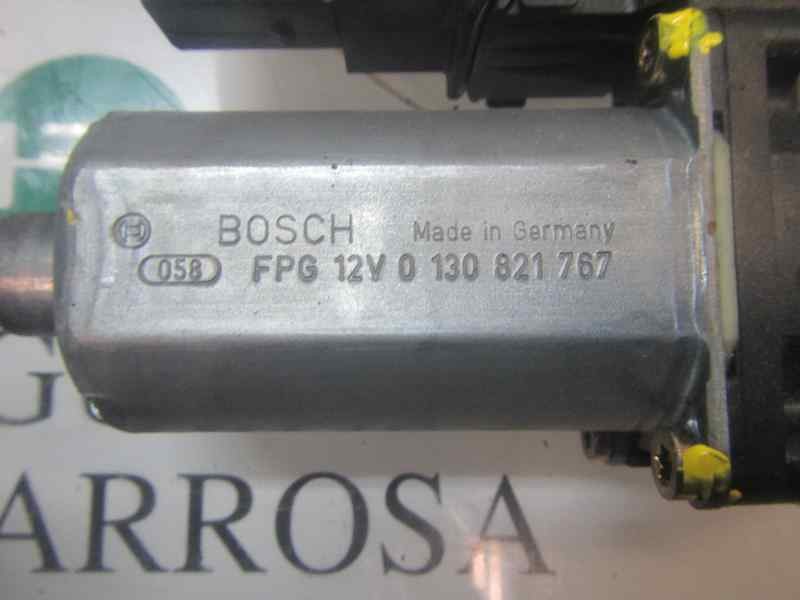 BOSCH Made in Germany
058 FPG 12V 0 130 821 767
G
ARROSA